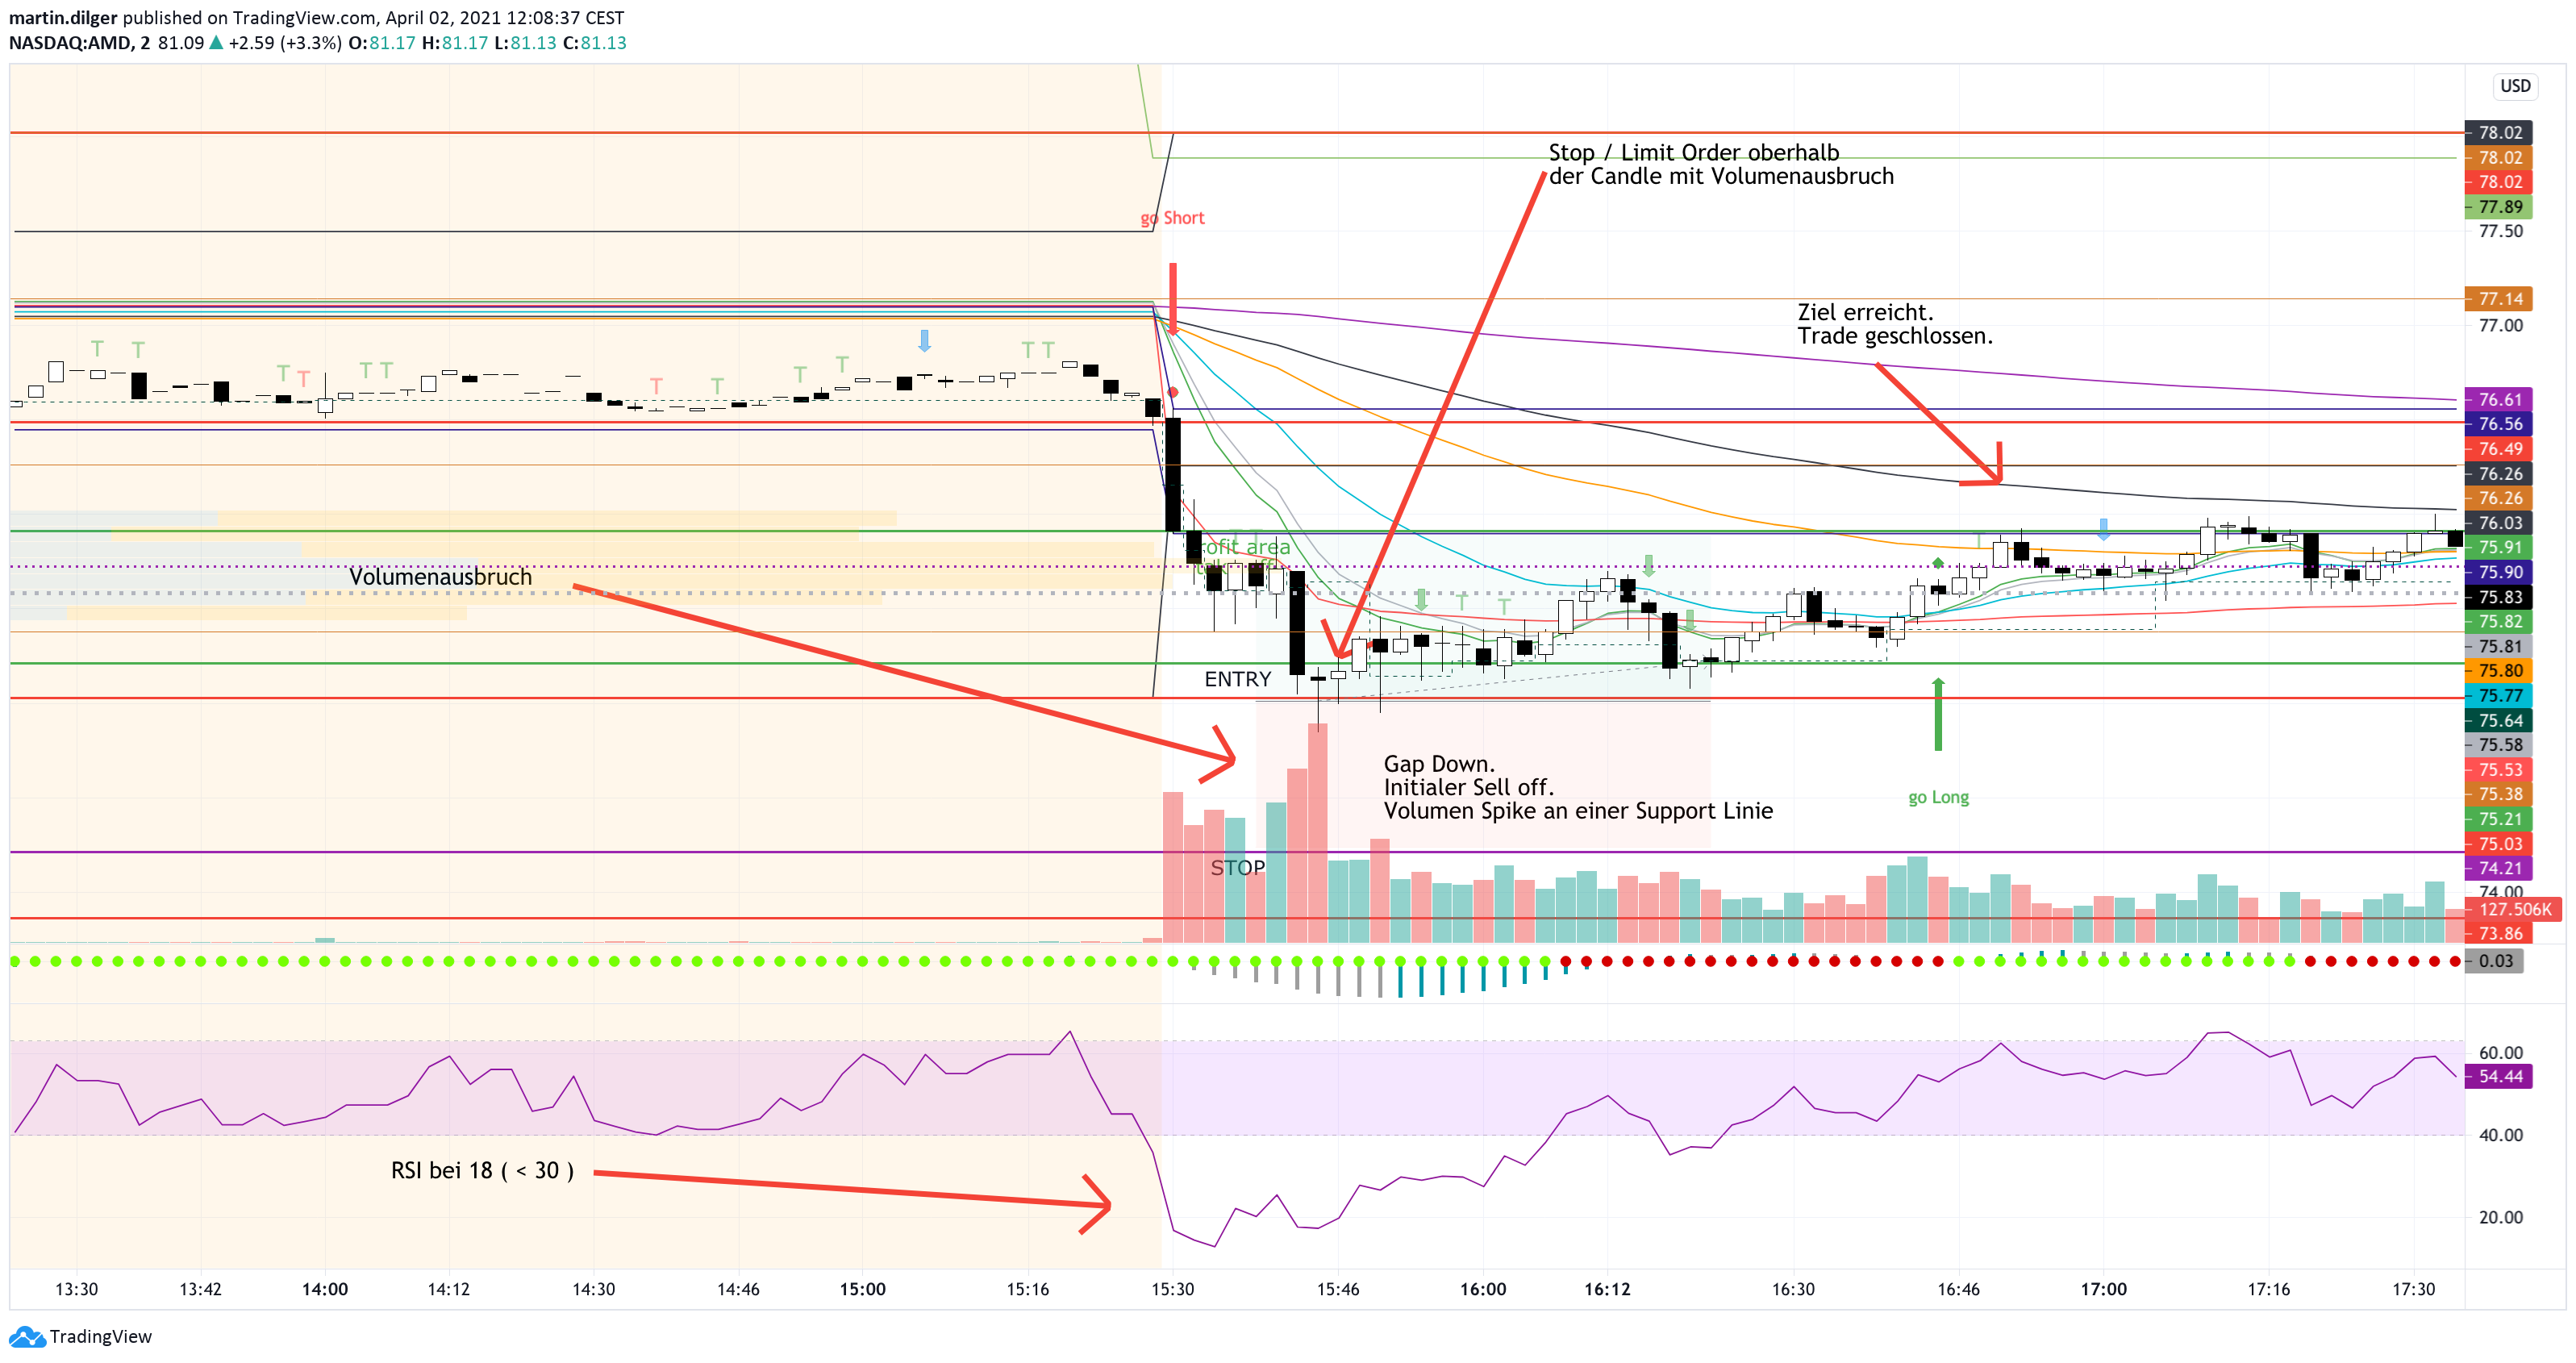 martin.dilger published on TradingView.com, April 02, 2021 12:08:37 CEST
NASDAQ:AMD, 2 81.09 ▲ +2.59 (+3.3%) O:81.17 H:81.17 L:81.13 C:81.13
USD
78.02
78.02
78.02
77.89
77.50
77.14
77.00
76.61
76.56
76.49
76.26
76.26
76.03
75.91
75.90
75.83
75.82
75.81
75.80
75.77
75.64
75.58
75.53
75.38
75.21
75.03
74.21
74.00
127.506K
73.86
0.03
60.00
54.44
40.00
20.00
Stop / Limit Order oberhalb
der Candle mit Volumenausbruch
go Short
Ziel erreicht.
Trade geschlossen.
T T T T T T T T T T T T
T T
area
Volumenausbruch
T T
T
ENTRY
Gap Down.
Initialer Sell off.
Volumen Spike an einer Support Linie
go Long
STOP
RSI bei 18 ( < 30 )
13:30 13:42 14:00 14:12 14:30 14:46 15:00 15:16 15:30 15:46 16:00 16:12 16:30 16:46 17:00 17:16 17:30
TradingView